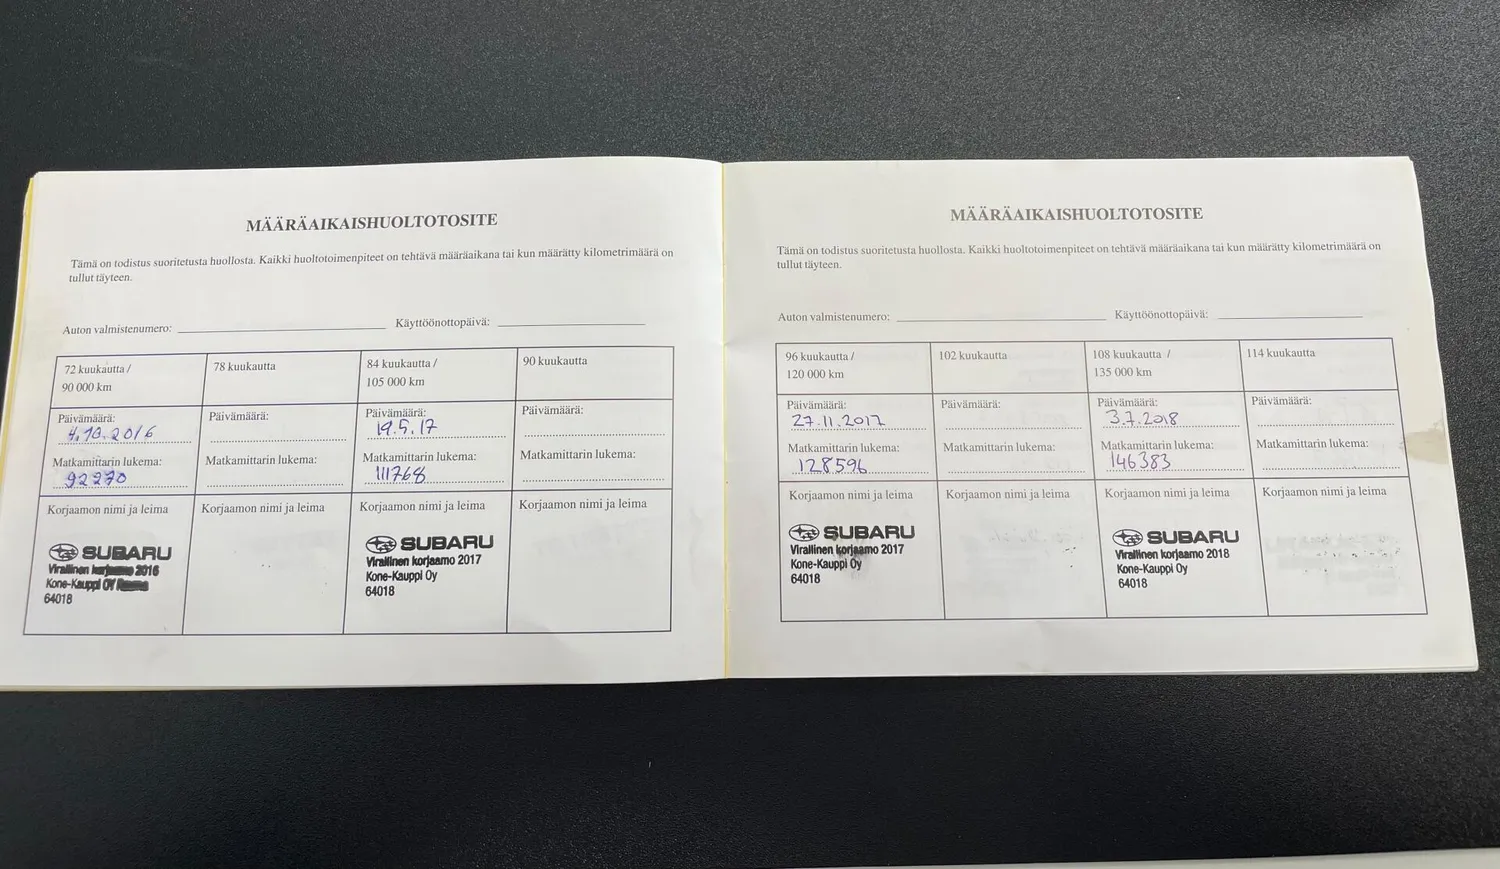 MÄÄRÄAIKAISHUOLTOTOSITE
Tämä on todistus suoritetusta huollosta. Kaikki huoltotoimenpiteet on tehtävä määräaikana tai kun määrätty kilometrimäärä on
tullut täyteen.
Auton valmistenumero: Käyttöönottopäivä:
72 kuukautta /
90 000 km
Päivämäärä:
4.10.2016
Matkamittarin lukema:
92270
Korjaamon nimi ja leima
SUBARU
Virallinen korjaamo 2016
Kone-Kauppi OY
64018
78 kuukautta
Päivämäärä:
Matkamittarin lukema:
Korjaamon nimi ja leima
84 kuukautta /
105 000 km
Päivämäärä:
19.5.17
Matkamittarin lukema:
111768
Korjaamon nimi ja leima
SUBARU
Virallinen korjaamo 2017
Kone-Kauppi Oy
64018
90 kuukautta
Päivämäärä:
Matkamittarin lukema:
Korjaamon nimi ja leima
MÄÄRÄAIKAISHUOLTOTOSITE
Tämä on todistus suoritetusta huollosta. Kaikki huoltotoimenpiteet on tehtävä määräaikana tai kun määrätty kilometrimäärä on
tullut täyteen.
Auton valmistenumero: Käyttöönottopäivä:
96 kuukautta /
120 000 km
Päivämäärä:
27.11.2017
Matkamittarin lukema:
128596
Korjaamon nimi ja leima
SUBARU
Virallinen korjaamo 2017
Kone-Kauppi Oy
64018
102 kuukautta
Päivämäärä:
Matkamittarin lukema:
Korjaamon nimi ja leima
108 kuukautta /
135 000 km
Päivämäärä:
3.7.2018
Matkamittarin lukema:
146383
Korjaamon nimi ja leima
SUBARU
Virallinen korjaamo 2018
Kone-Kauppi Oy
64018
114 kuukautta
Päivämäärä:
Matkamittarin lukema:
Korjaamon nimi ja leima